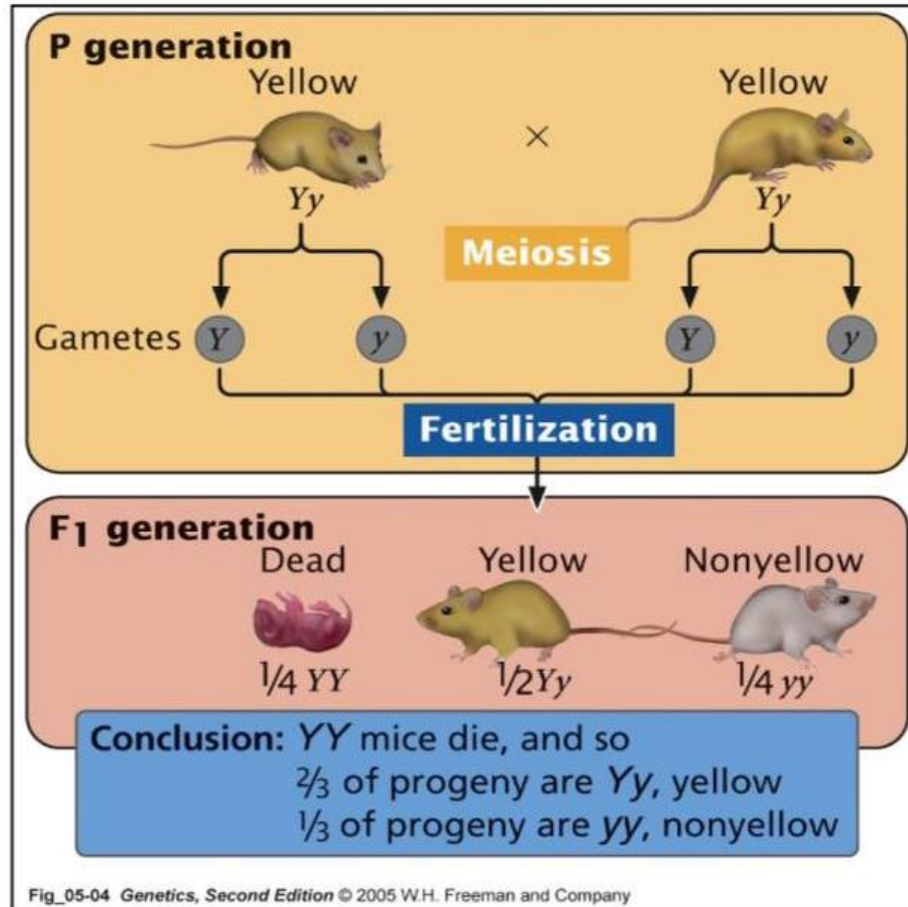 P generation
Yellow Yellow
×
Yy Yy
Meiosis
Gametes Y y Y y
Fertilization
F1 generation
Dead Yellow Nonyellow
1/4 YY 1/2Yy 1/4 yy
Conclusion: YY mice die, and so
2/3 of progeny are Yy, yellow
1/3 of progeny are yy, nonyellow
Fig_05-04 Genetics, Second Edition © 2005 W.H. Freeman and Company